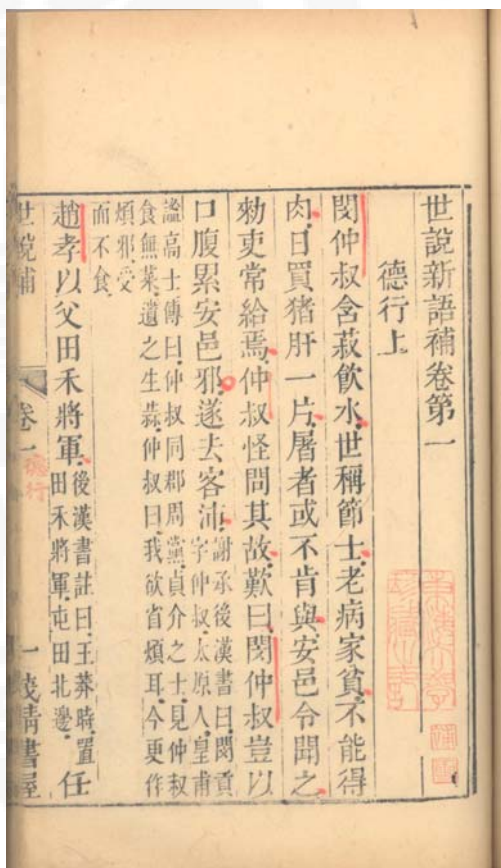 世說新語補卷第一
德行上
閔仲叔含菽飲水世稱節士老病家貧不能得
肉日買猪肝一片屠者或不肯與安邑令聞之
勑吏常給焉仲叔怪問其故歎曰閔仲叔豈以
口腹累安邑邪遂去客沛謝承後漢書曰閔貢字仲叔太原人皇甫
謐高士傳曰仲叔同郡周黨貞介之士見仲叔
食無菜遺之生蒜仲叔曰我欲省煩耳今更作
煩邪受
而不食
趙孝以父田禾將軍後漢書註曰王莽時置田禾將軍屯田北邊任
世說補 卷一 德行 一 茂清書屋